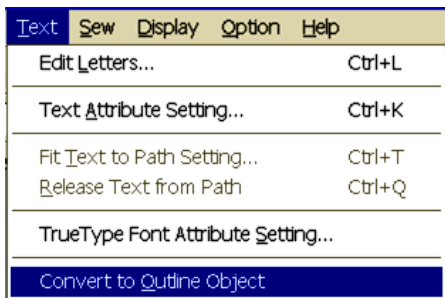 Text Sew Display Option Help
Edit Letters... Ctrl+L
Text Attribute Setting... Ctrl+K
Fit Text to Path Setting... Ctrl+T
Release Text from Path Ctrl+Q
TrueType Font Attribute Setting...
Convert to Outline Object